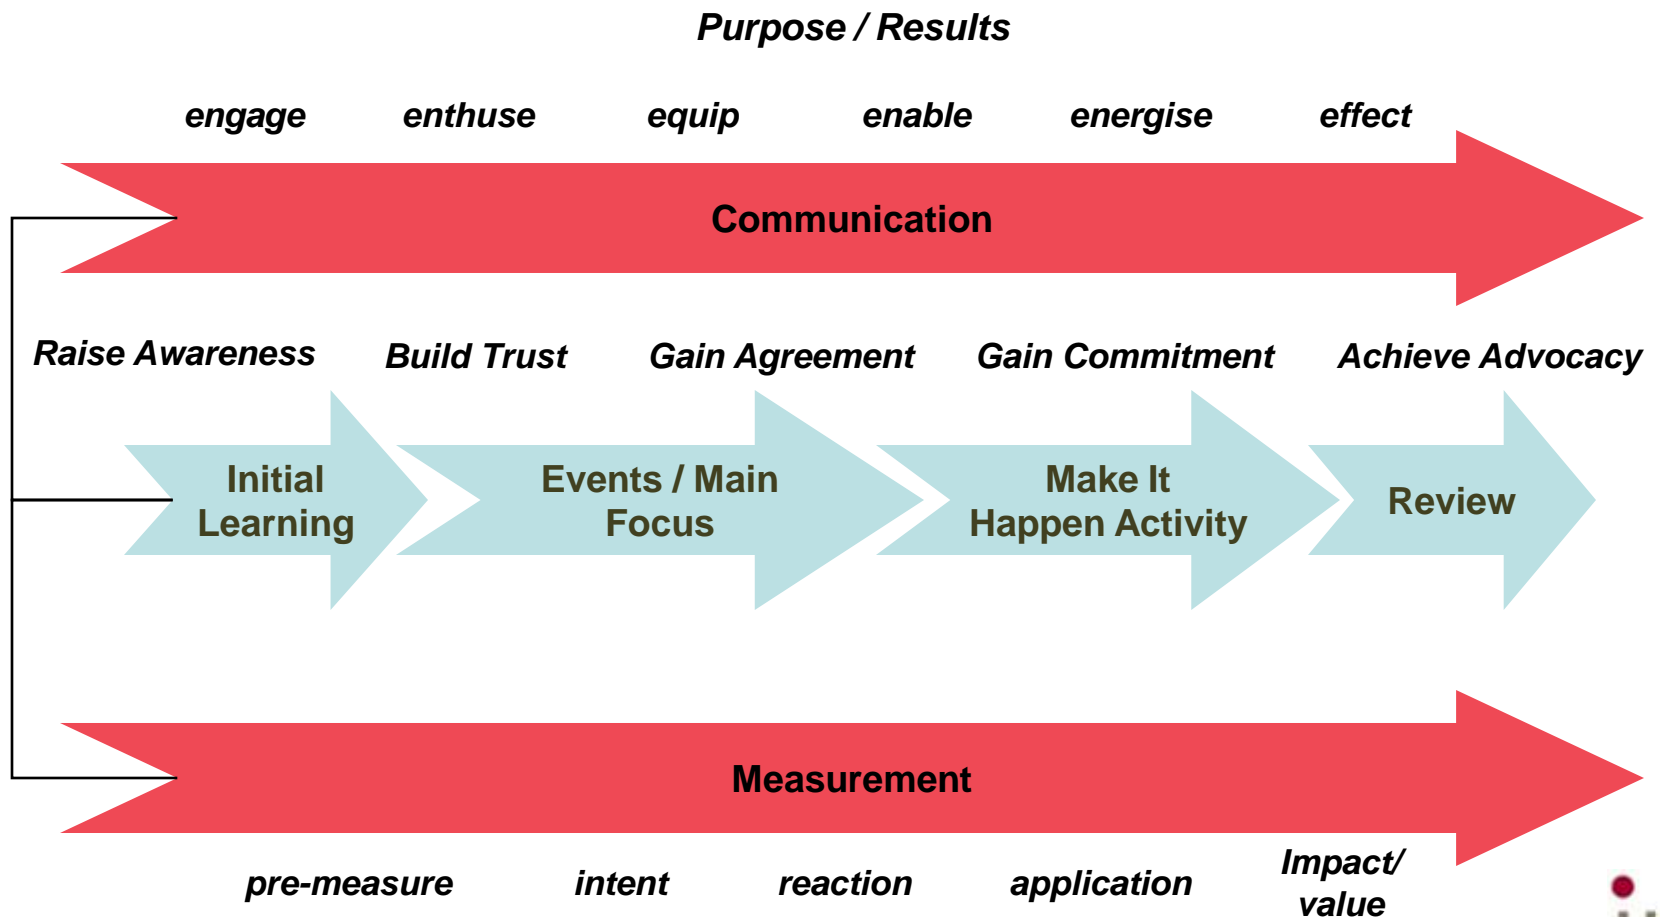 Purpose / Results
engage enthuse equip enable energise effect
Communication
Raise Awareness Build Trust Gain Agreement Gain Commitment Achieve Advocacy
Initial
Learning
Events / Main
Focus
Make It
Happen Activity
Review
Measurement
pre-measure intent reaction application Impact/
value